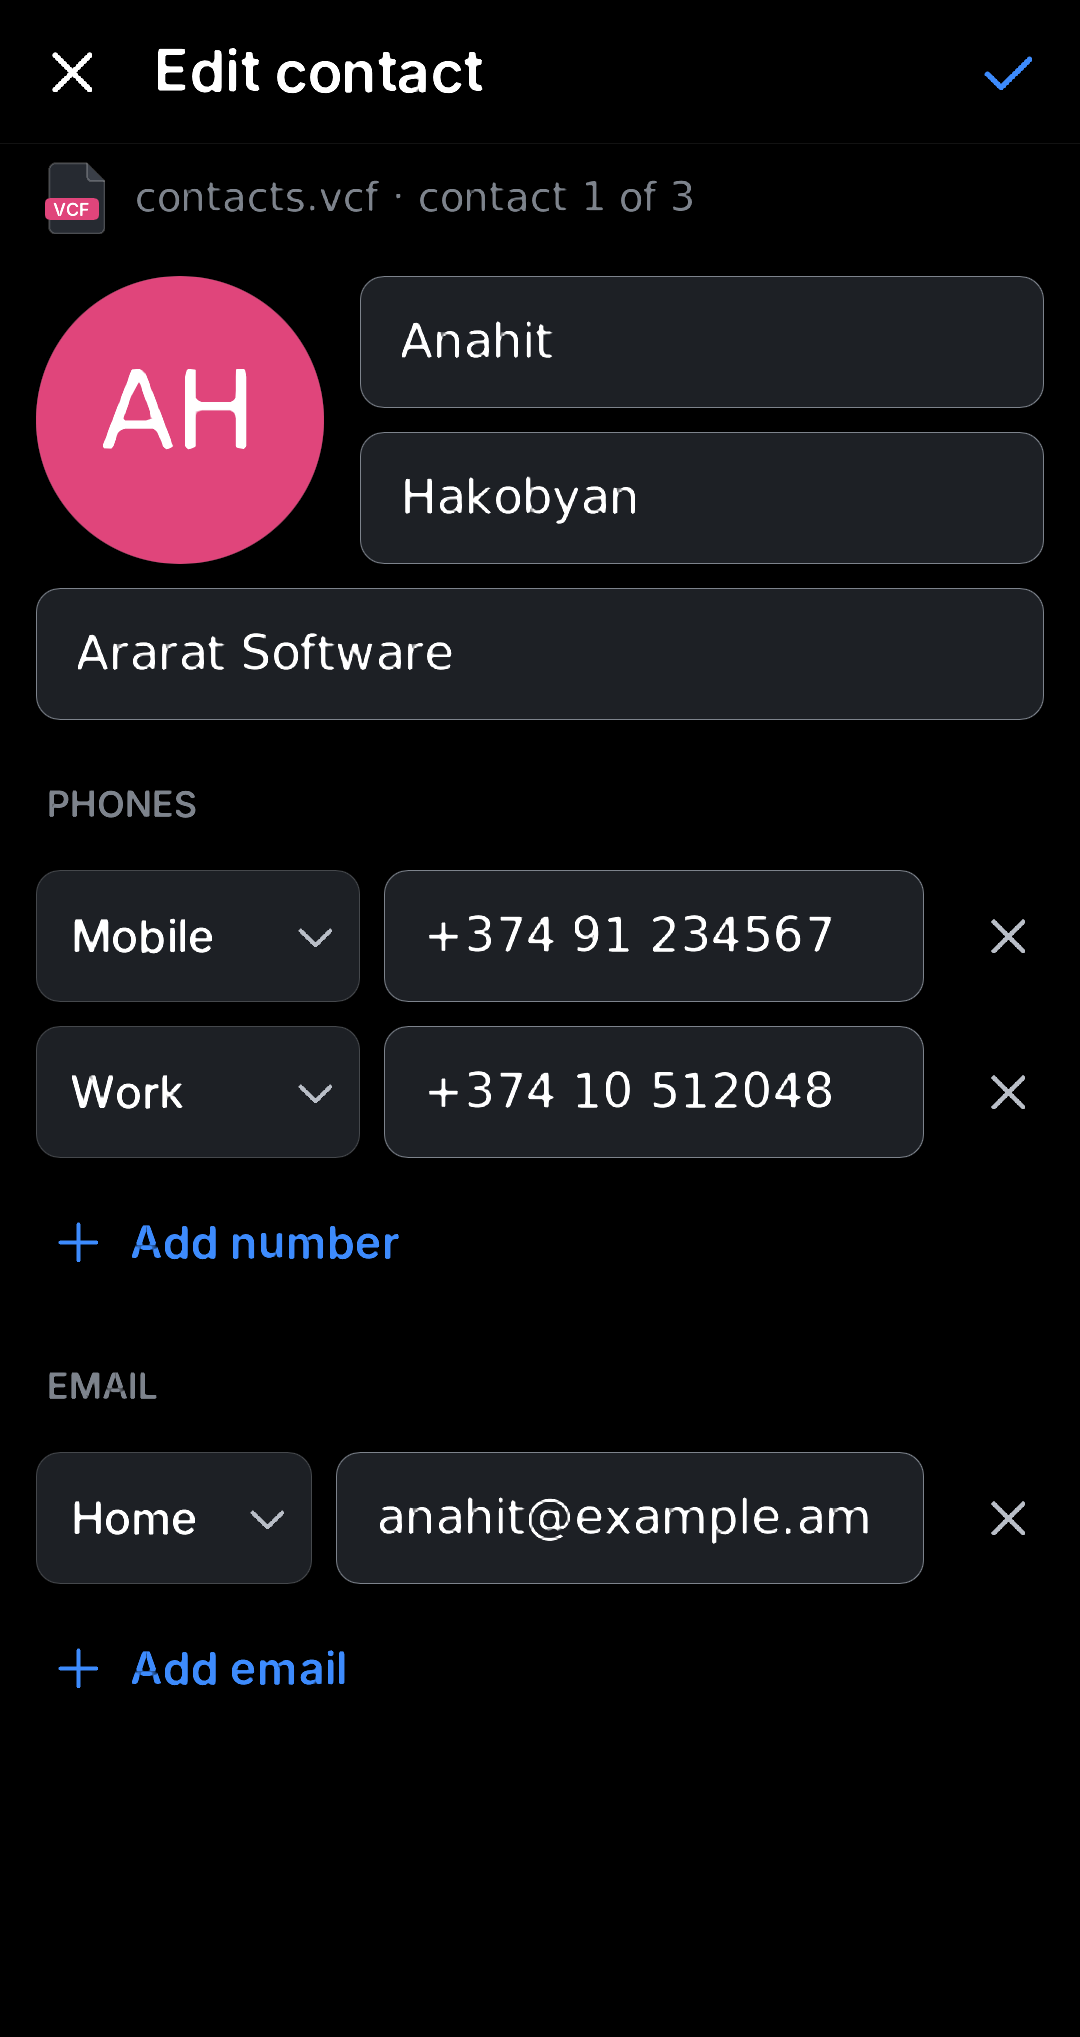 Edit contact
VCF
contacts.vcf · contact 1 of 3
AH
Anahit
Hakobyan
Ararat Software
PHONES
Mobile
+374 91 234567
Work
+374 10 512048
Add number
EMAIL
Home
anahit@example.am
Add email